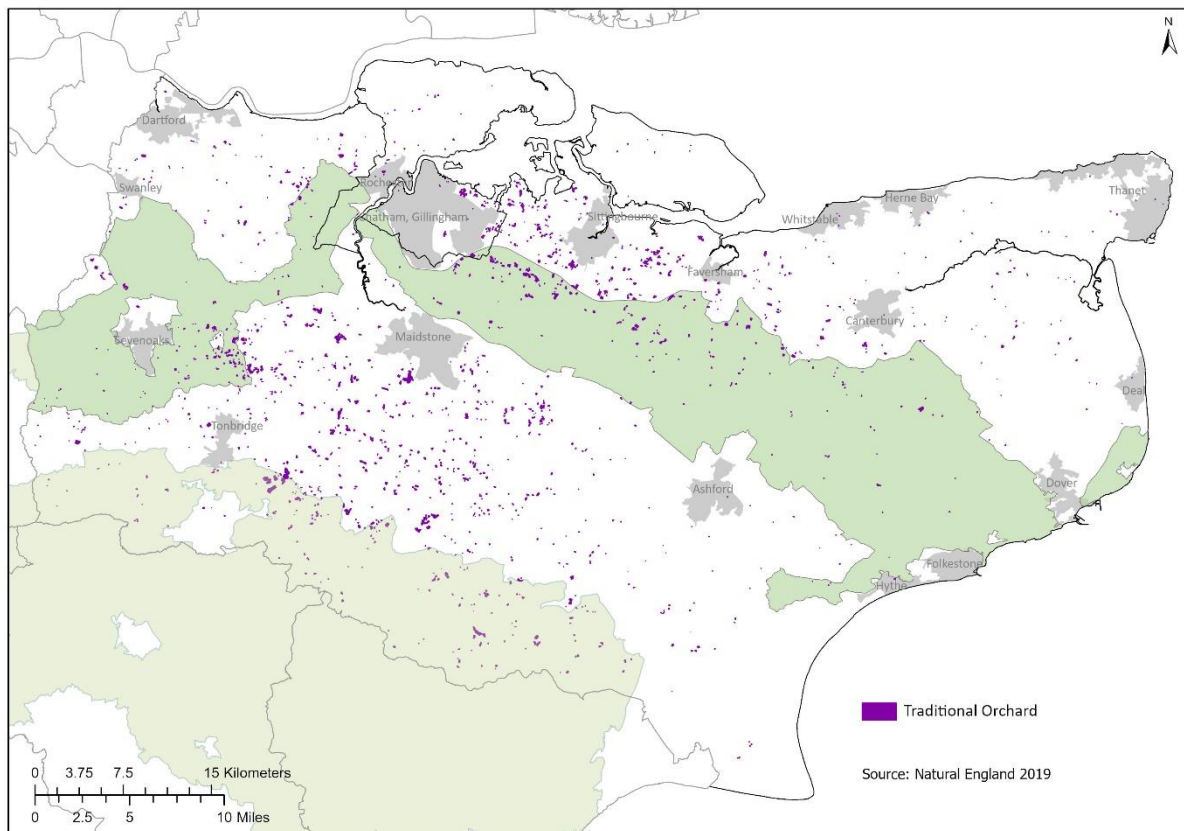 N
Dartford
Swanley
Chatham, Gillingham
Sittingbourne
Whitstable
Herne Bay
Thanet
Faversham
Canterbury
Sevenoaks
Maidstone
Deal
Tonbridge
Ashford
Dover
Folkestone
Hythe
Traditional Orchard
Source: Natural England 2019
0 3.75 7.5 15 Kilometers
0 2.5 5 10 Miles